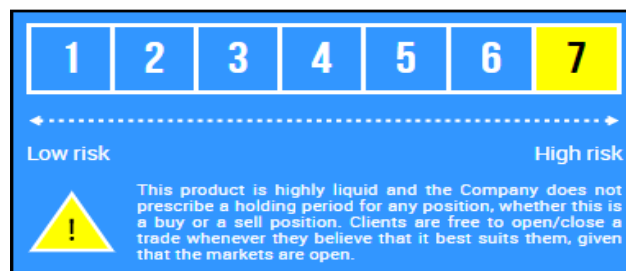 1 2 3 4 5 6 7
Low risk High risk
!
This product is highly liquid and the Company does not
prescribe a holding period for any position, whether this is
a buy or a sell position. Clients are free to open/close a
trade whenever they believe that it best suits them, given
that the markets are open.